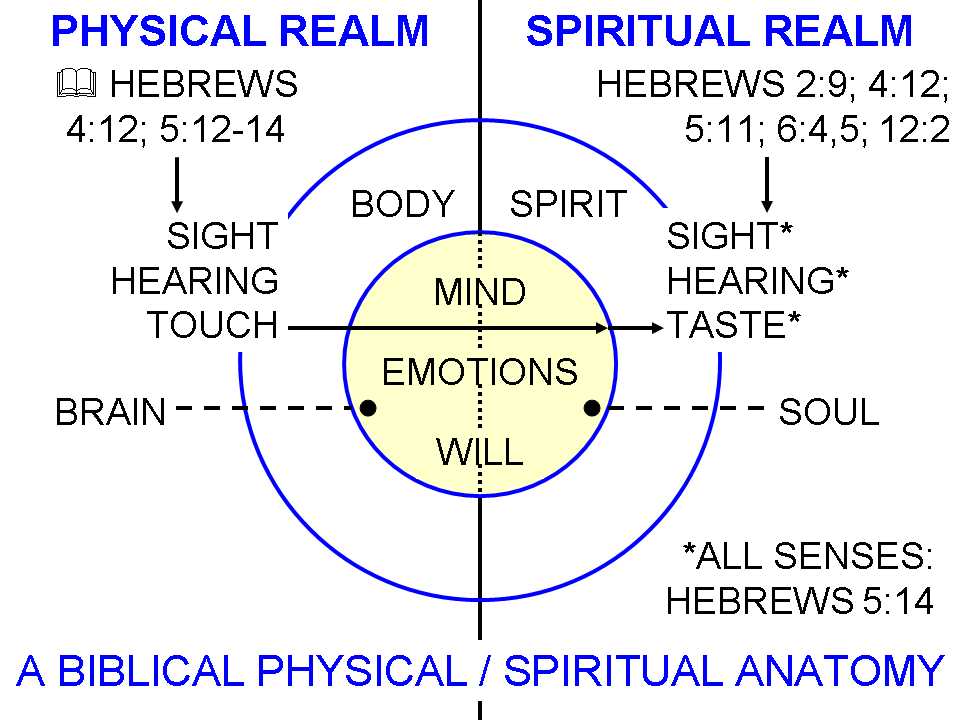 PHYSICAL REALM
SPIRITUAL REALM
HEBREWS
4:12; 5:12-14
HEBREWS 2:9; 4:12;
5:11; 6:4,5; 12:2
BODY
SPIRIT
SIGHT
HEARING
TOUCH
SIGHT*
HEARING*
TASTE*
MIND
EMOTIONS
WILL
BRAIN
SOUL
*ALL SENSES:
HEBREWS 5:14
A BIBLICAL PHYSICAL / SPIRITUAL ANATOMY